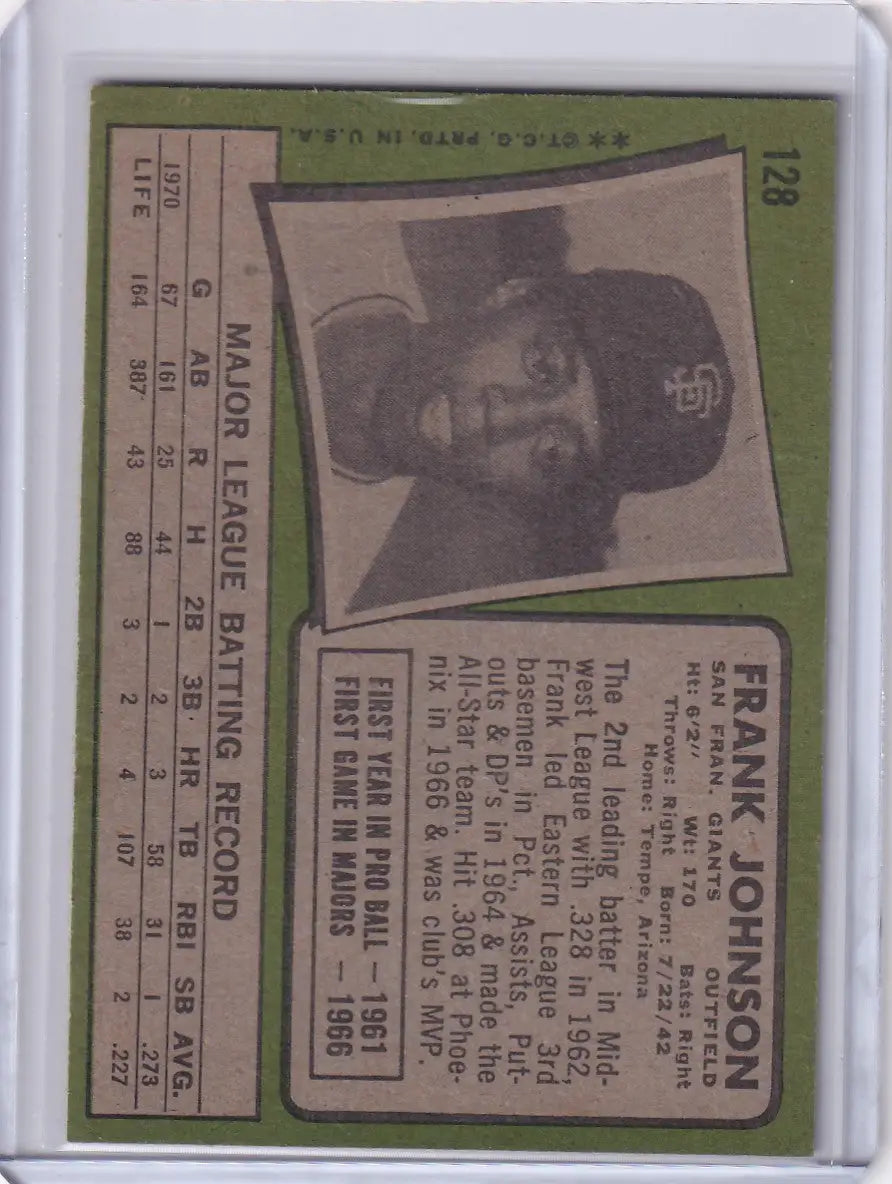 128
**©T.C.G. PRTD. IN U.S.A.
SF
FRANK JOHNSON
SAN FRAN. GIANTS OUTFIELD
Ht: 6'2" Wt: 170 Bats: Right
Throws: Right Born: 7/22/42
Home: Tempe, Arizona
The 2nd leading batter in Mid-
west League with .328 in 1962,
Frank led Eastern League 3rd
basemen in Pct., Assists, Put-
outs & DP's in 1964 & made the
All-Star team. Hit .308 at Phoe-
nix in 1966 & was club's MVP.
FIRST YEAR IN PRO BALL — 1961
FIRST GAME IN MAJORS — 1966
MAJOR LEAGUE BATTING RECORD
G AB R H 2B 3B HR TB RBI SB AVG.
1970 67 161 25 44 1 2 3 58 31 1 .273
LIFE 164 387 43 88 3 2 4 107 38 2 .227